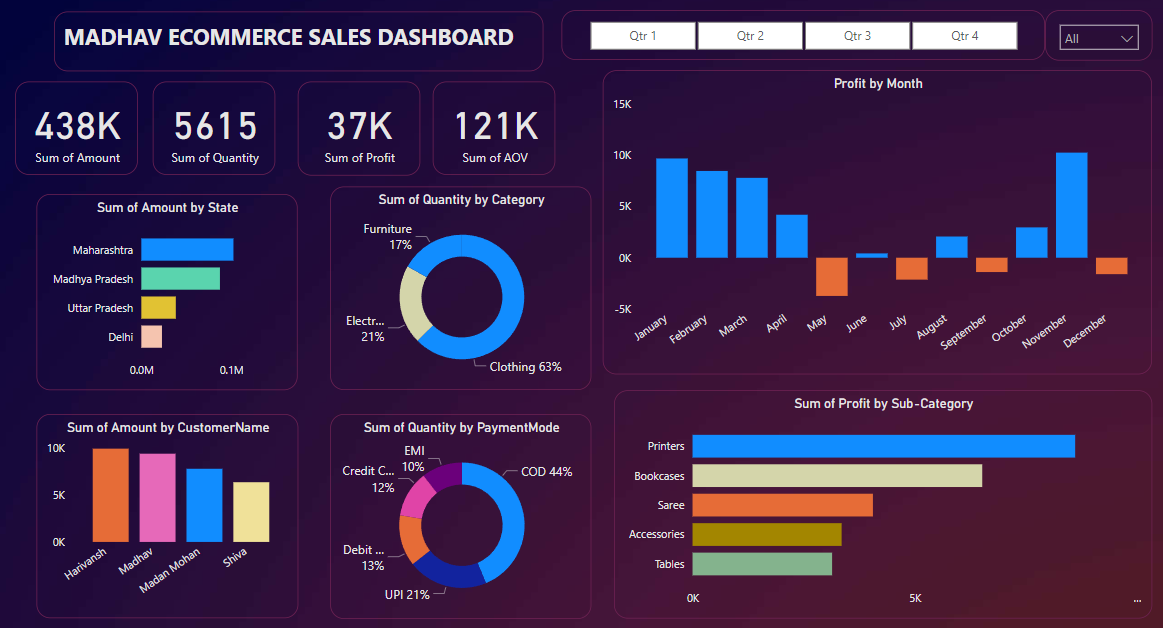 MADHAV ECOMMERCE SALES DASHBOARD
Qtr 1
Qtr 2
Qtr 3
Qtr 4
All
438K
Sum of Amount
5615
Sum of Quantity
37K
Sum of Profit
121K
Sum of AOV
Profit by Month
15K
10K
5K
0K
-5K
January
February
March
April
May
June
July
August
September
October
November
December
Sum of Amount by State
Maharashtra
Madhya Pradesh
Uttar Pradesh
Delhi
0.0M
0.1M
Sum of Quantity by Category
Furniture
17%
Electr...
21%
Clothing 63%
Sum of Amount by CustomerName
10K
5K
0K
Harivansh
Madhav
Madan Mohan
Shiva
Sum of Quantity by PaymentMode
EMI
10%
Credit C...
12%
Debit ...
13%
UPI 21%
COD 44%
Sum of Profit by Sub-Category
Printers
Bookcases
Saree
Accessories
Tables
0K
5K
...